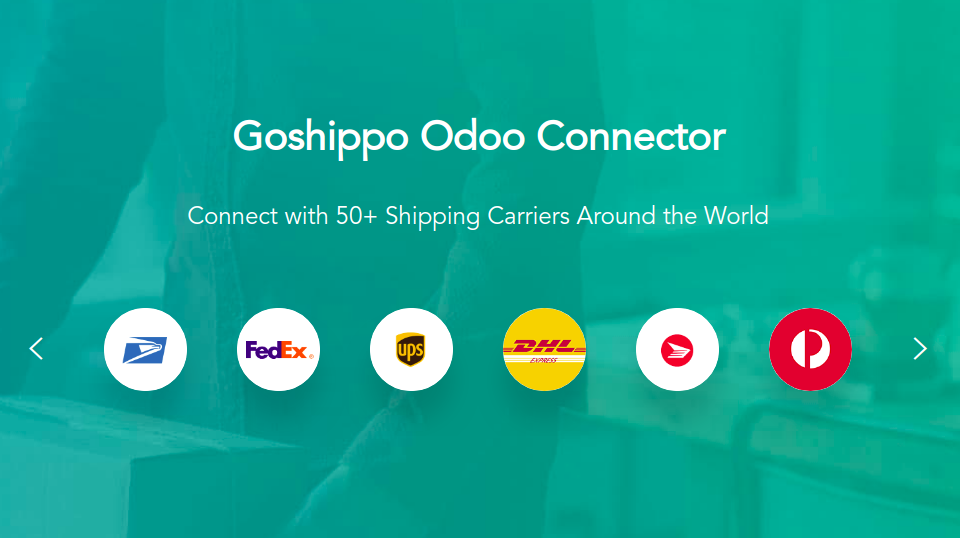 Goshippo Odoo Connector
Connect with 50+ Shipping Carriers Around the World
FedEx®
ups
DHL
EXPRESS